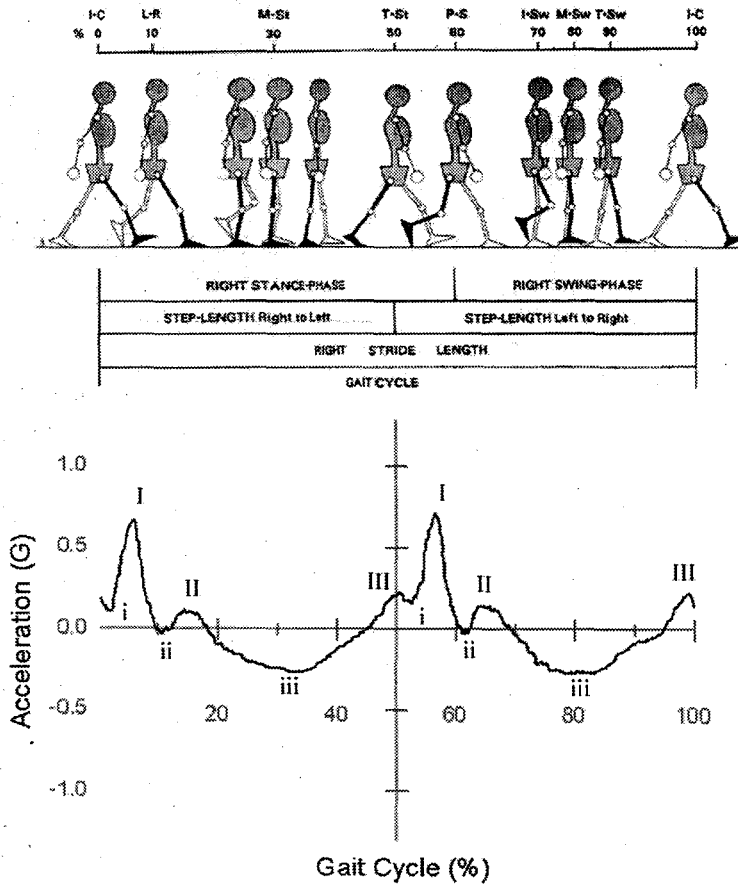 I-C L-R M-St T-St P-S I-Sw M-Sw T-Sw I-C
% 0 10 30 50 60 70 80 90 100
RIGHT STANCE-PHASE RIGHT SWING-PHASE
STEP-LENGTH Right to Left STEP-LENGTH Left to Right
RIGHT STRIDE LENGTH
GAIT CYCLE
1.0
I I
0.5
II III II III
i i
0.0
ii ii
iii iii
-0.5
20 40 60 80 100
-1.0
Acceleration (G)
Gait Cycle (%)